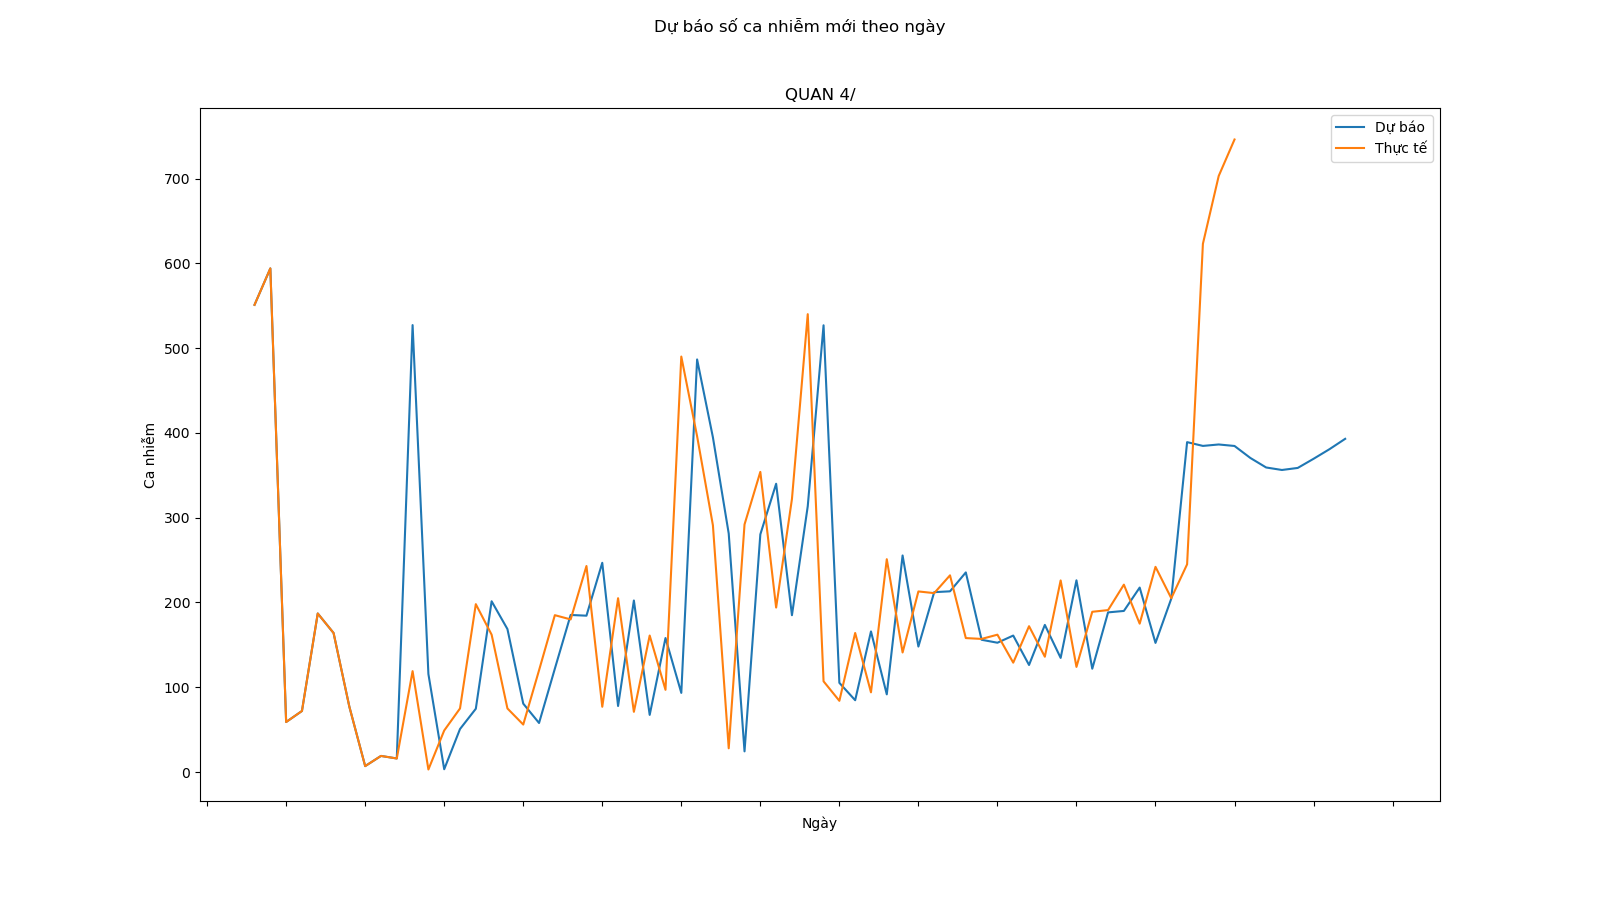 Dự báo số ca nhiễm mới theo ngày
QUAN 4/
Dự báo
Thực tế
700
600
500
400
300
200
100
0
Ca nhiễm
Ngày